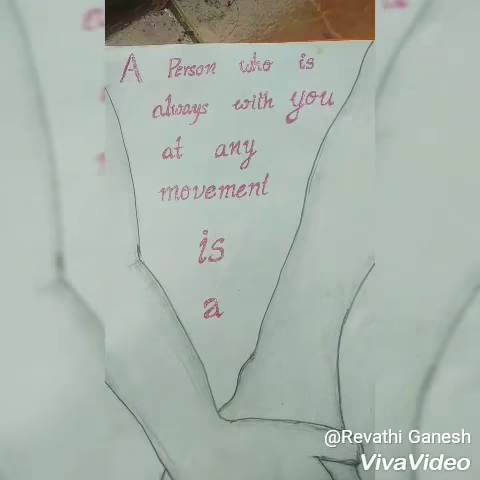 A Person who is
always with you
at any
movement
is
a
@Revathi Ganesh
VivaVideo